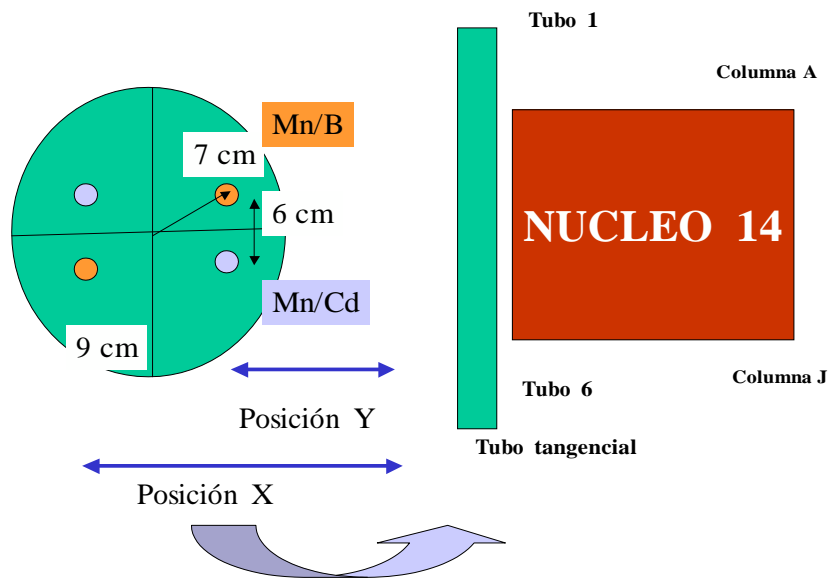 Tubo 1
Columna A
Mn/B
7 cm
6 cm
NUCLEO 14
Mn/Cd
9 cm
Columna J
Tubo 6
Posición Y
Tubo tangencial
Posición X